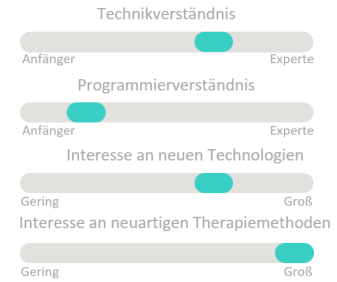 Technikverständnis
Anfänger Experte
Programmierverständnis
Anfänger Experte
Interesse an neuen Technologien
Gering Groß
Interesse an neuartigen Therapiemethoden
Gering Groß